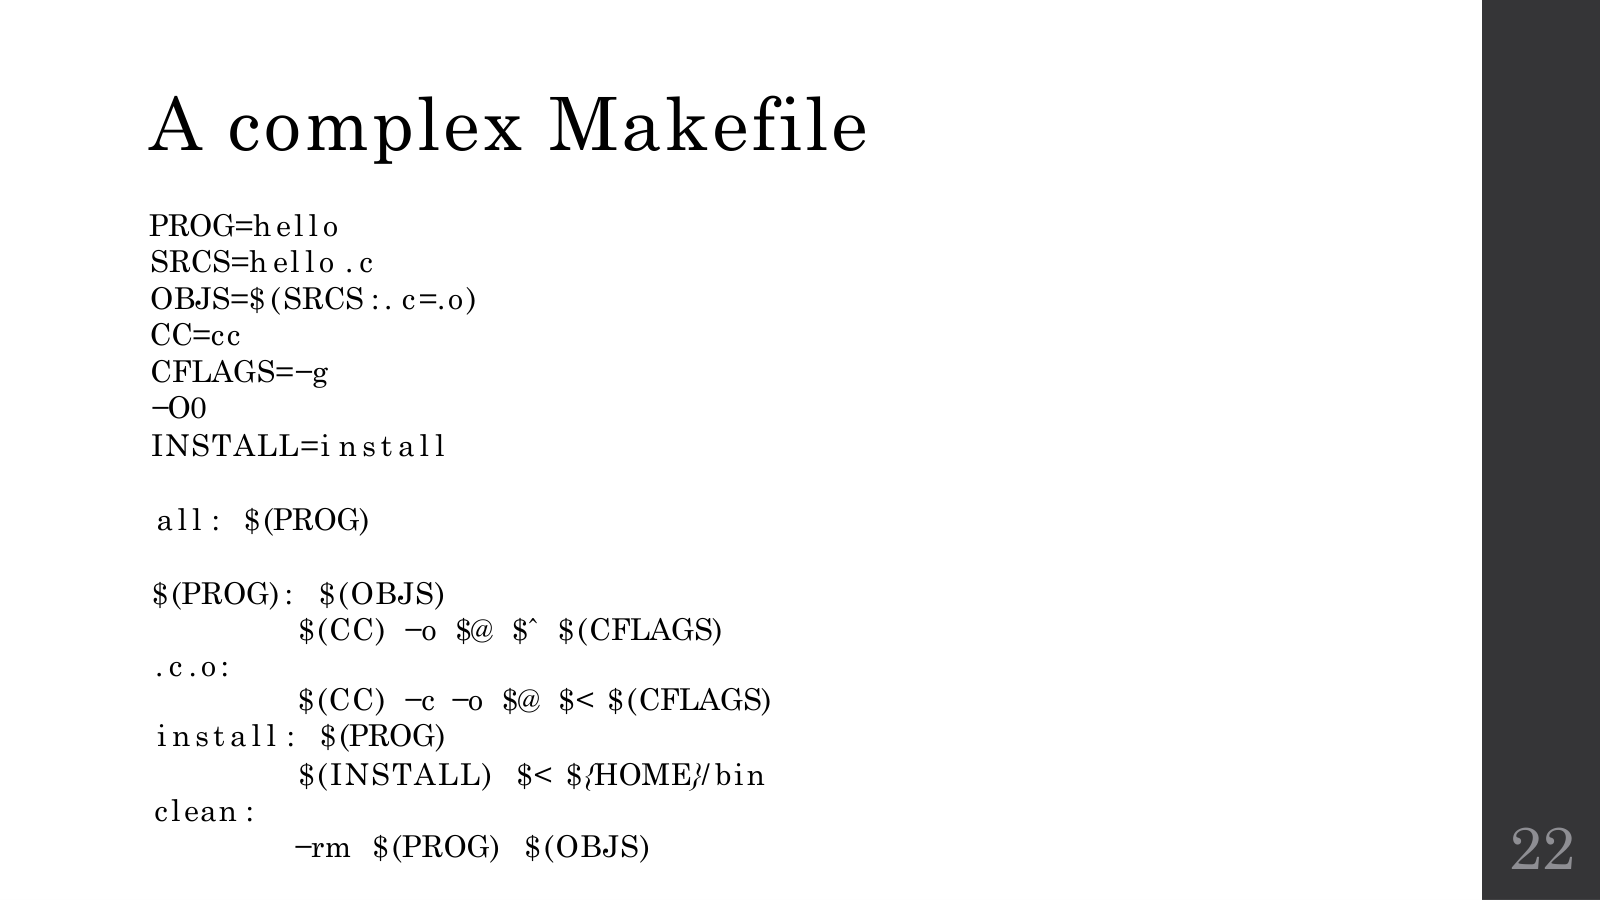 A complex Makefile
PROG=hello
SRCS=hello.c
OBJS=$(SRCS:.c=.o)
CC=cc
CFLAGS=−g
−O0
INSTALL=install
all: $(PROG)
$(PROG): $(OBJS)
$(CC) −o $@ $^ $(CFLAGS)
.c.o:
$(CC) −c −o $@ $< $(CFLAGS)
install: $(PROG)
$(INSTALL) $< ${HOME}/bin
clean:
−rm $(PROG) $(OBJS)
22